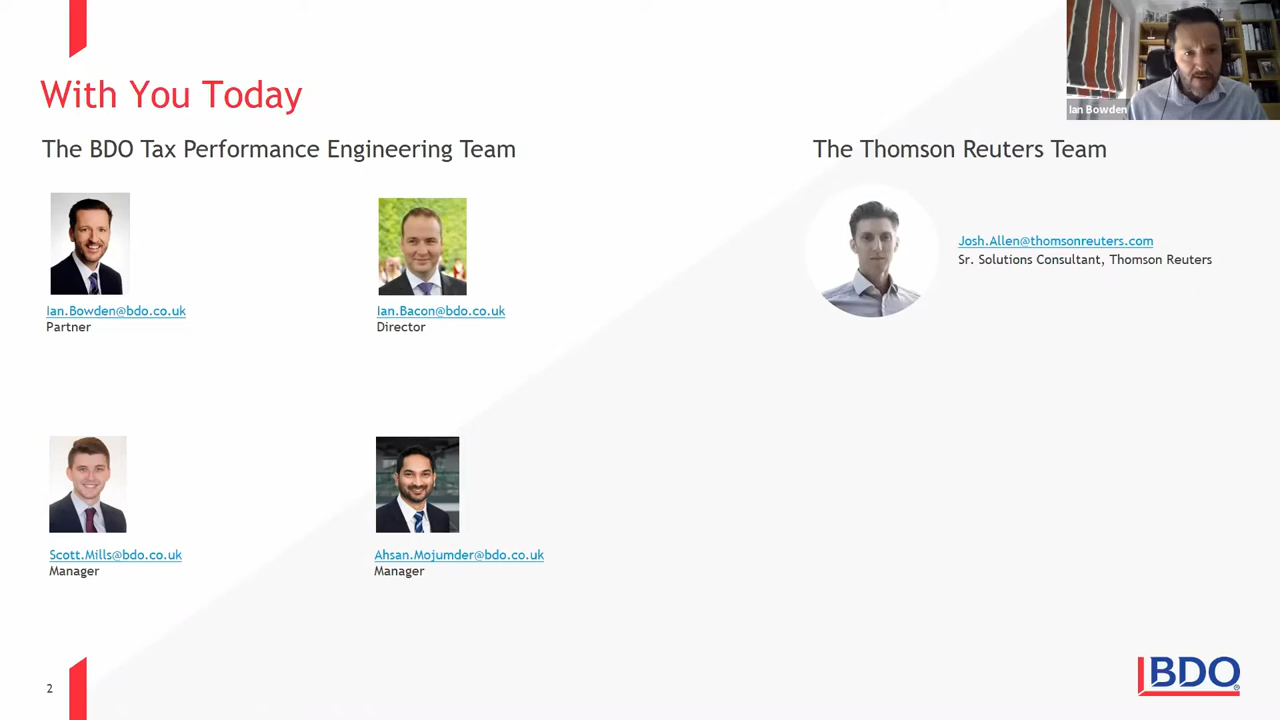 With You Today
The BDO Tax Performance Engineering Team
Ian.Bowden@bdo.co.uk
Partner
Ian.Bacon@bdo.co.uk
Director
Scott.Mills@bdo.co.uk
Manager
Ahsan.Mojumder@bdo.co.uk
Manager
The Thomson Reuters Team
Josh.Allen@thomsonreuters.com
Sr. Solutions Consultant, Thomson Reuters
Ian Bowden
2
BDO